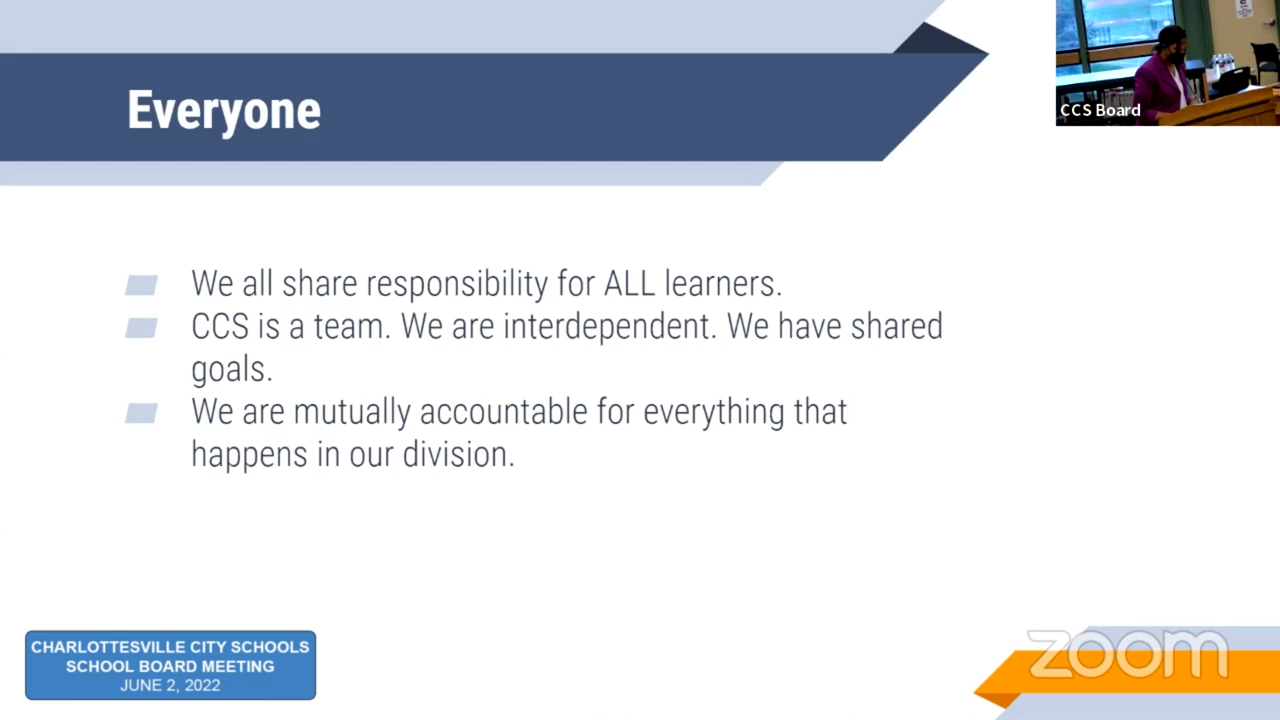 Everyone
CCS Board
We all share responsibility for ALL learners.
CCS is a team. We are interdependent. We have shared
goals.
We are mutually accountable for everything that
happens in our division.
CHARLOTTESVILLE CITY SCHOOLS
SCHOOL BOARD MEETING
JUNE 2, 2022
zoom